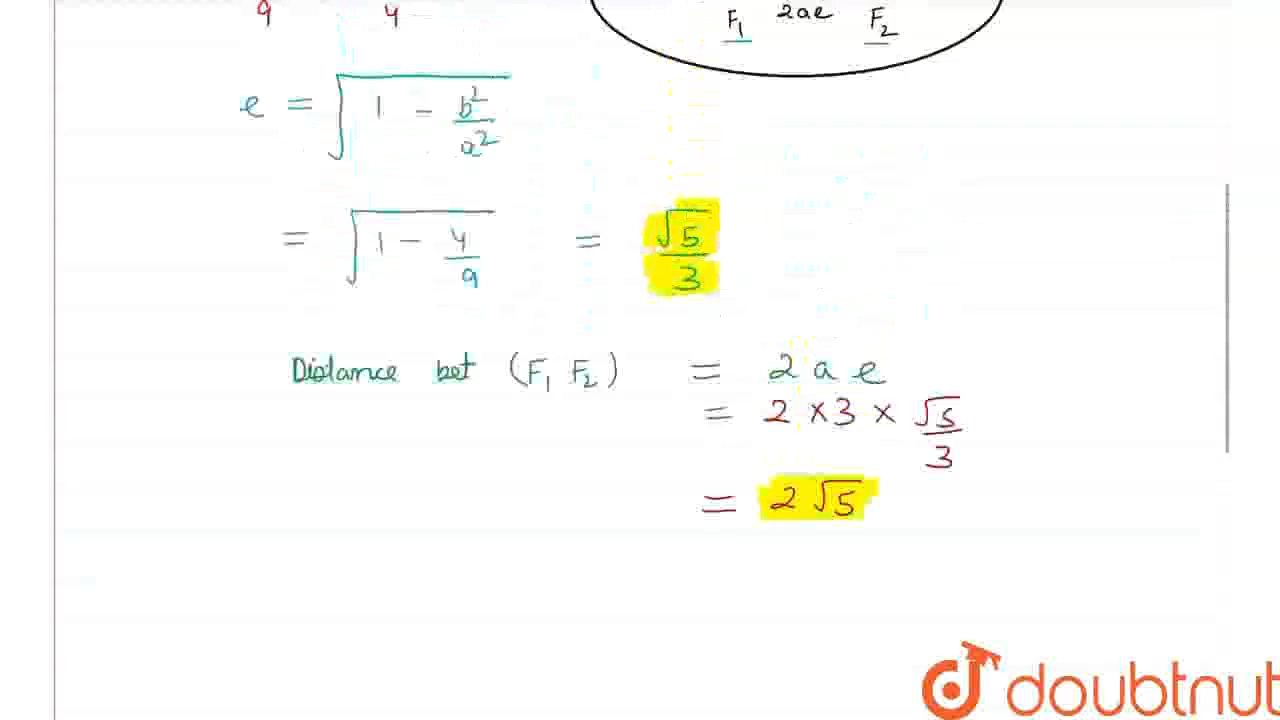 9 4
F₁ 2ae F₂
e = √(1 - b²/a²)
= √(1 - 4/9) = √5/3
Distance bet (F₁ F₂) = 2 a e
= 2 × 3 × √5/3
= 2 √5
doubtnut